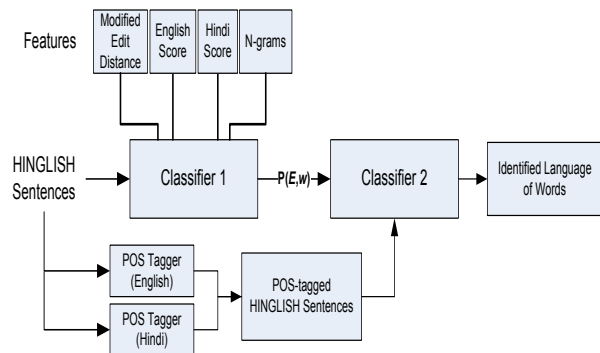 Features
Modified
Edit
Distance
English
Score
Hindi
Score
N-grams
HINGLISH
Sentences
Classifier 1
P(E,w)
Classifier 2
Identified Language
of Words
POS Tagger
(English)
POS Tagger
(Hindi)
POS-tagged
HINGLISH Sentences